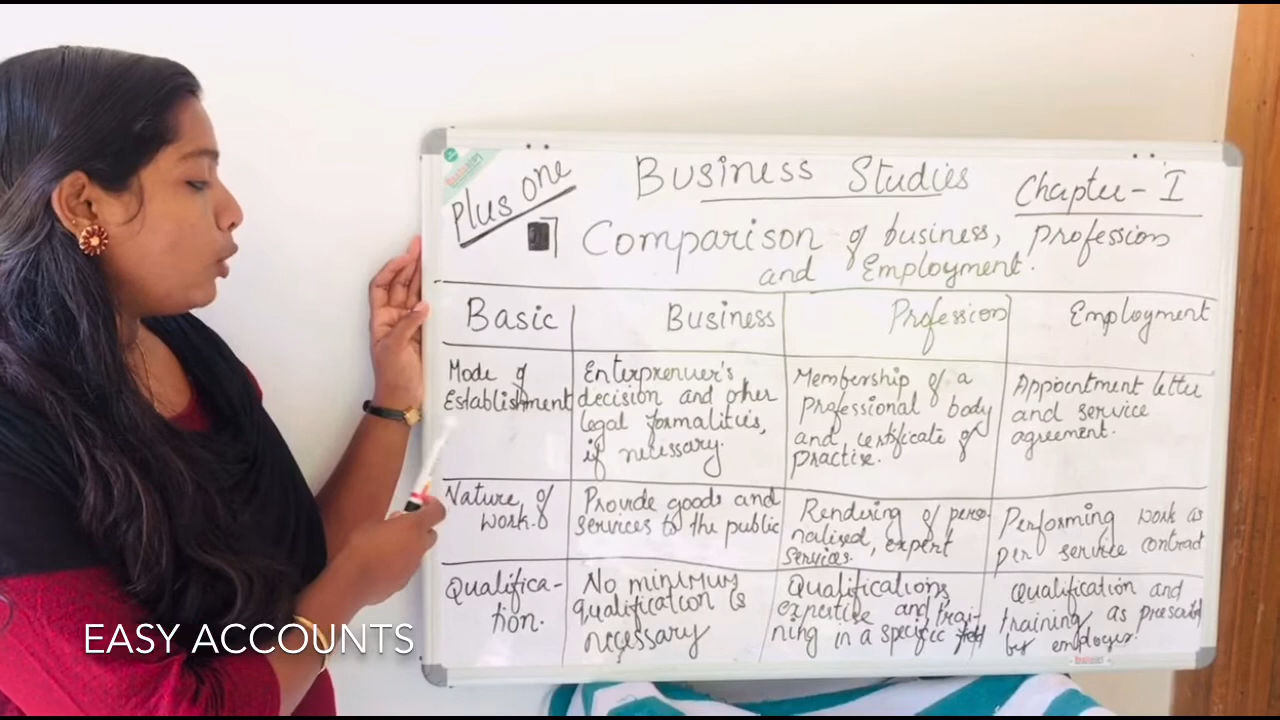 Plus One
Business Studies
Chapter - I
Comparison of business, profession
and Employment.
Basic
Business
Profession
Employment
Mode of
Establishment
Enterprenuer's
decision and other
legal formalities,
if necessary.
Membership of a
professional body
and certificate of
practise.
Appointment letter
and service
agreement.
Nature of
work.
Provide goods and
services to the public
Rendering of perso-
nalised, expert
services.
Performing work as
per service contract
Qualifica-
tion.
No minimum
qualification is
necessary
Qualifications
expertise and trai-
ning in a specific
Qualification and
training as
by employer.
EASY ACCOUNTS